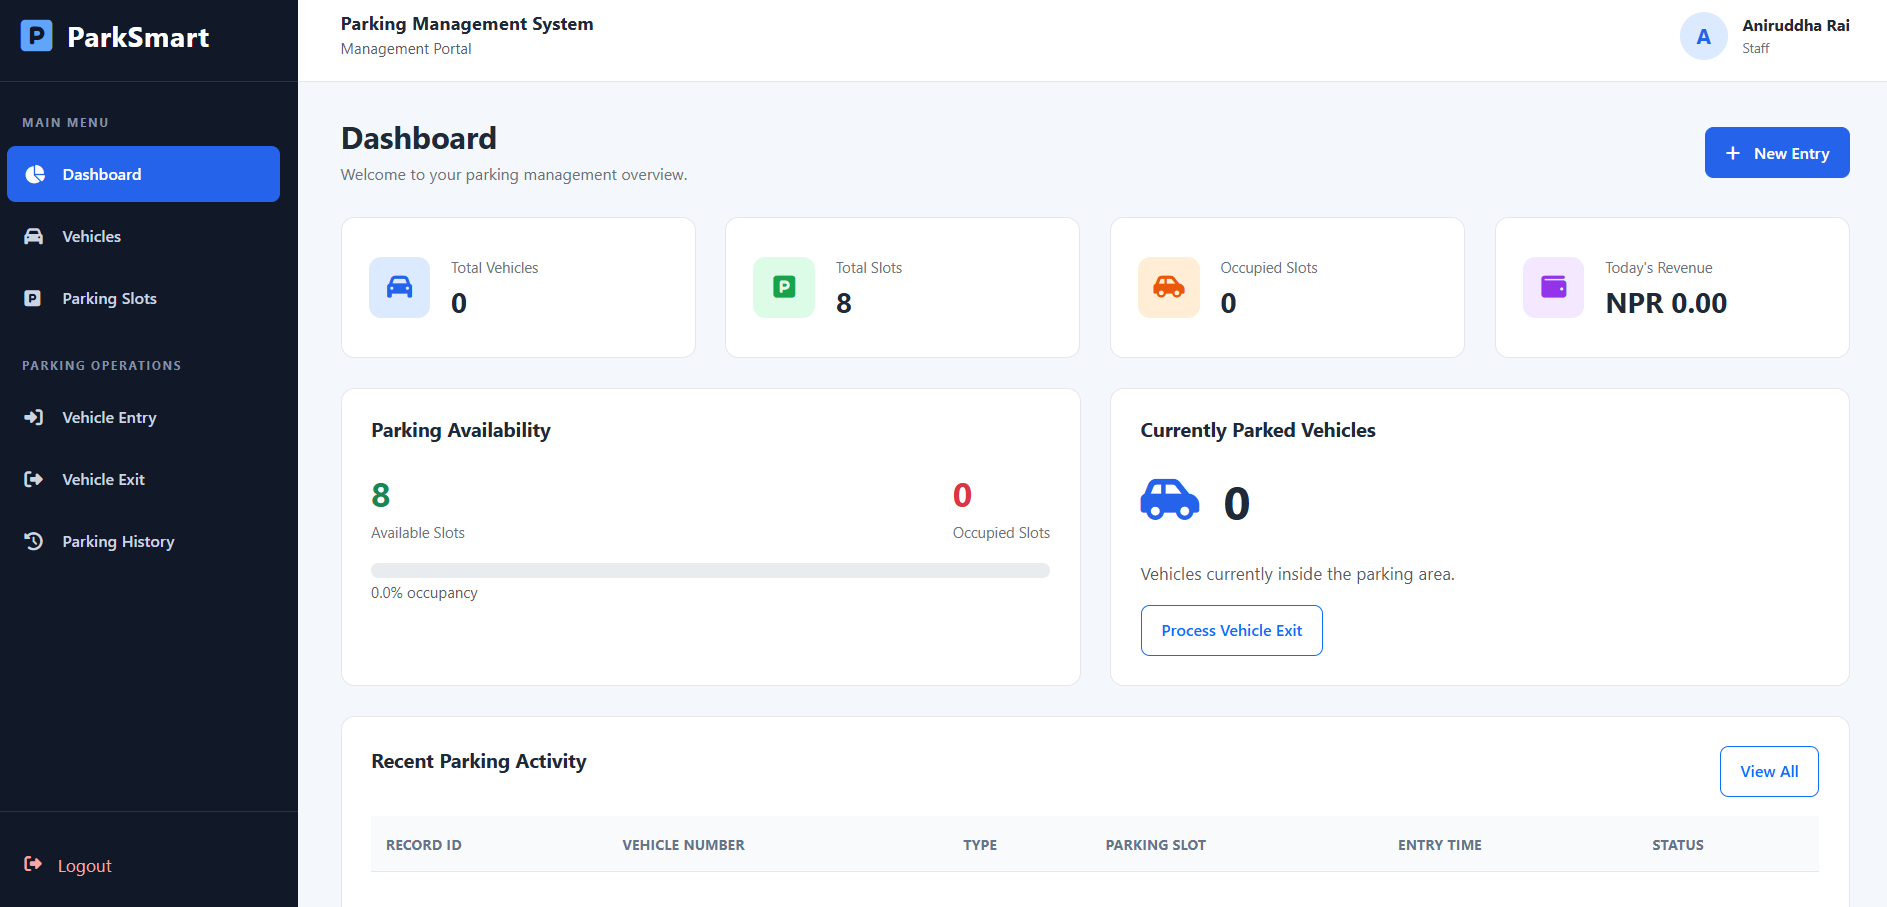 ParkSmart
MAIN MENU
Dashboard
Vehicles
Parking Slots
PARKING OPERATIONS
Vehicle Entry
Vehicle Exit
Parking History
Logout
Parking Management System
Management Portal
A
Aniruddha Rai
Staff
Dashboard
Welcome to your parking management overview.
+ New Entry
Total Vehicles
0
P
Total Slots
8
Occupied Slots
0
Today's Revenue
NPR 0.00
Parking Availability
8
Available Slots
0
Occupied Slots
0.0% occupancy
Currently Parked Vehicles
0
Vehicles currently inside the parking area.
Process Vehicle Exit
Recent Parking Activity
View All
RECORD ID VEHICLE NUMBER TYPE PARKING SLOT ENTRY TIME STATUS